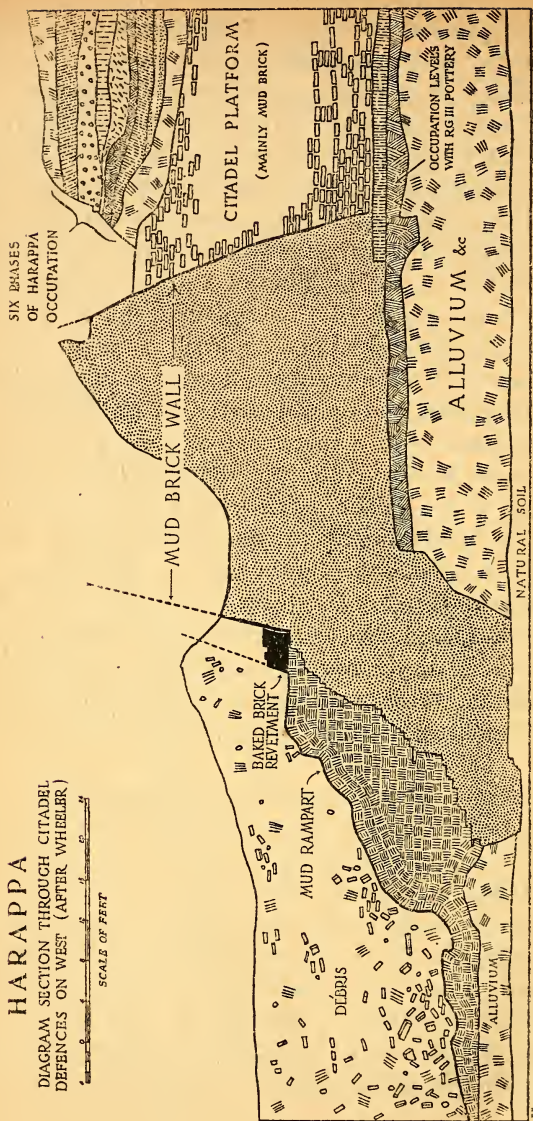 HARAPPA
DIAGRAM SECTION THROUGH CITADEL
DEFENCES ON WEST (AFTER WHEELER)
SCALE OF FEET
SIX PHASES
OF HARAPPĀ
OCCUPATION
MUD BRICK WALL
CITADEL PLATFORM
(MAINLY MUD BRICK)
BAKED BRICK
REVETMENT
MUD RAMPART
DÉBRIS
OCCUPATION LEVELS
WITH RG III POTTERY
ALLUVIUM &c
ALLUVIUM
NATURAL SOIL